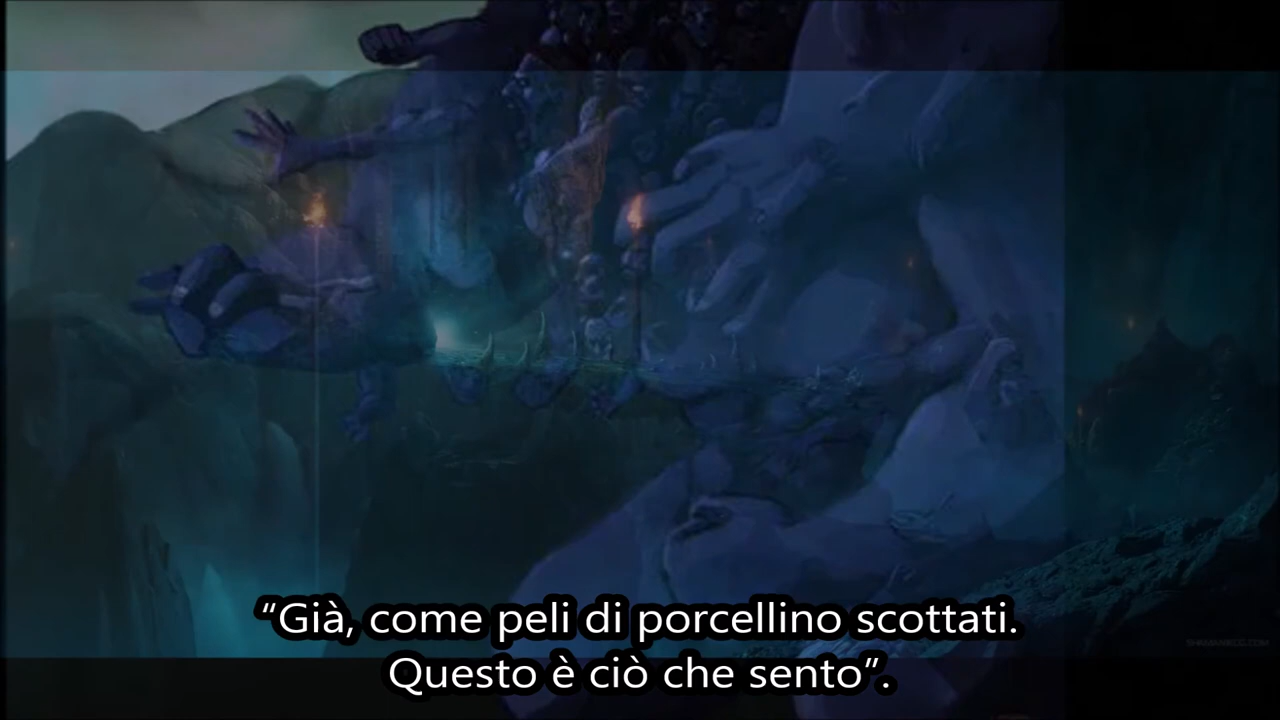 “Già, come peli di porcellino scottati.
Questo è ciò che sento”.